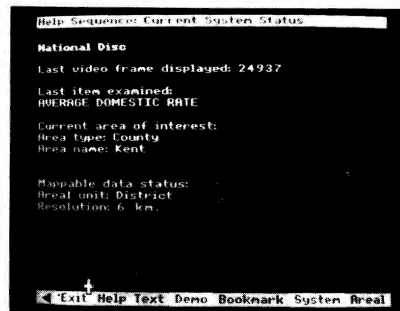 Help Sequence: Current System Status
National Disc
Last video frame displayed: 24937
Last item examined:
AVERAGE DOMESTIC RATE
Current area of interest:
Area type: County
Area name: Kent
Mappable data status:
Areal unit: District
Resolution: 6 km.
Exit Help Text Demo Bookmark System Areal